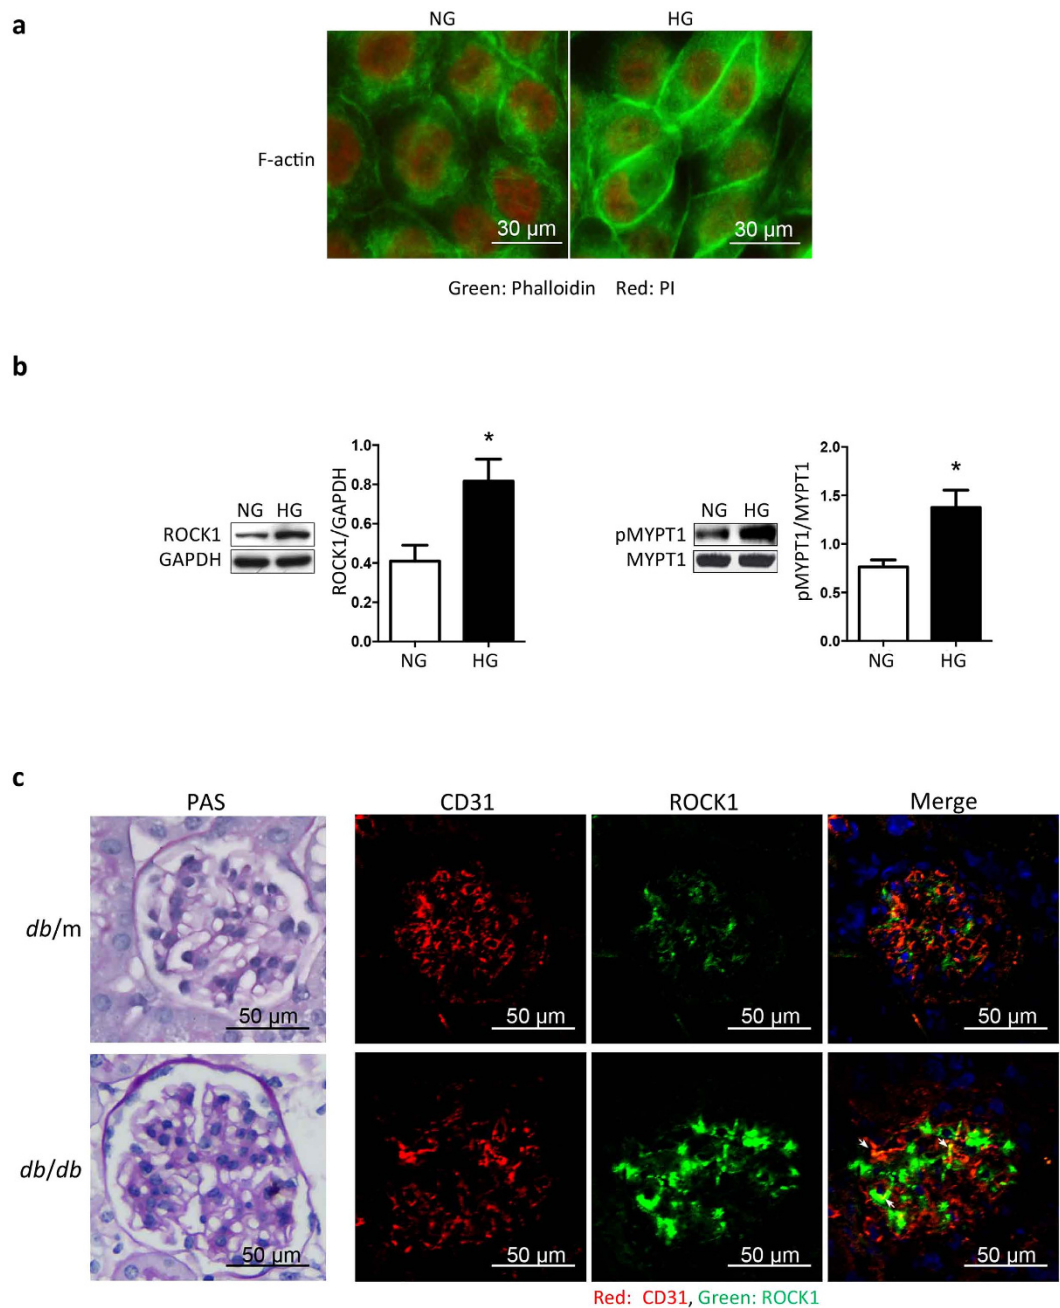 a
NG HG
F-actin
30 µm 30 µm
Green: Phalloidin Red: PI
b
NG HG
ROCK1
GAPDH
ROCK1/GAPDH
1.0
0.8
0.6
0.4
0.2
0.0
*
NG HG
NG HG
pMYPT1
MYPT1
pMYPT1/MYPT1
2.0
1.5
1.0
0.5
0.0
*
NG HG
c
PAS CD31 ROCK1 Merge
db/m
50 µm 50 µm 50 µm 50 µm
db/db
50 µm 50 µm 50 µm 50 µm
Red: CD31, Green: ROCK1